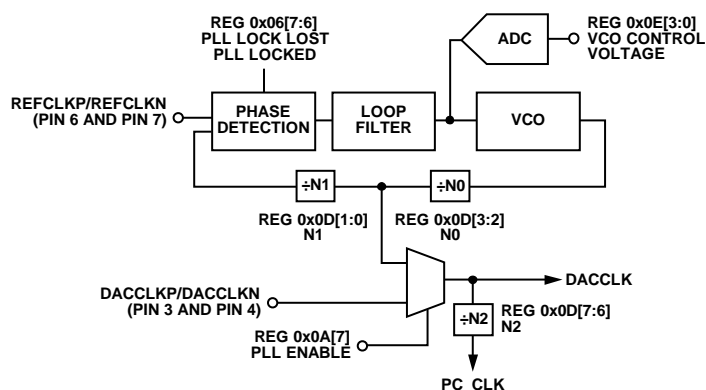 REG 0x06[7:6]
PLL LOCK LOST
PLL LOCKED
ADC
REG 0x0E[3:0]
VCO CONTROL
VOLTAGE
REFCLKP/REFCLKN
(PIN 6 AND PIN 7)
PHASE
DETECTION
LOOP
FILTER
VCO
÷N1
÷N0
REG 0x0D[1:0]
N1
REG 0x0D[3:2]
N0
DACCLKP/DACCLKN
(PIN 3 AND PIN 4)
DACCLK
REG 0x0A[7]
PLL ENABLE
÷N2
REG 0x0D[7:6]
N2
PC_CLK